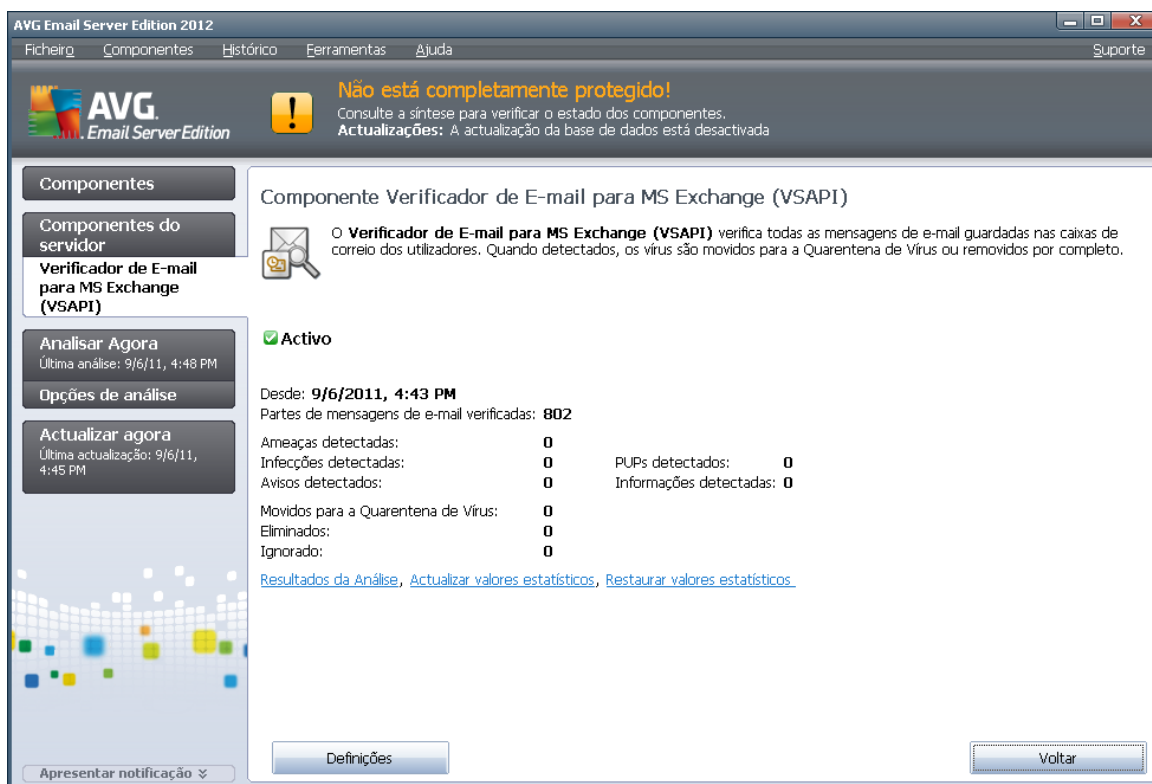 AVG Email Server Edition 2012
Ficheiro Componentes Histórico Ferramentas Ajuda Suporte
AVG.
Email Server Edition
Não está completamente protegido!
Consulte a síntese para verificar o estado dos componentes.
Actualizações: A actualização da base de dados está desactivada
Componentes
Componentes do
servidor
Verificador de E-mail
para MS Exchange
(VSAPI)
Analisar Agora
Última análise: 9/6/11, 4:48 PM
Opções de análise
Actualizar agora
Última actualização: 9/6/11,
4:45 PM
Apresentar notificação
Componente Verificador de E-mail para MS Exchange (VSAPI)
O Verificador de E-mail para MS Exchange (VSAPI) verifica todas as mensagens de e-mail guardadas nas caixas de
correio dos utilizadores. Quando detectados, os vírus são movidos para a Quarentena de Vírus ou removidos por completo.
Activo
Desde: 9/6/2011, 4:43 PM
Partes de mensagens de e-mail verificadas: 802
Ameaças detectadas: 0
Infecções detectadas: 0 PUPs detectados: 0
Avisos detectados: 0 Informações detectadas: 0
Movidos para a Quarentena de Vírus: 0
Eliminados: 0
Ignorado: 0
Resultados da Análise, Actualizar valores estatísticos, Restaurar valores estatísticos
Definições Voltar